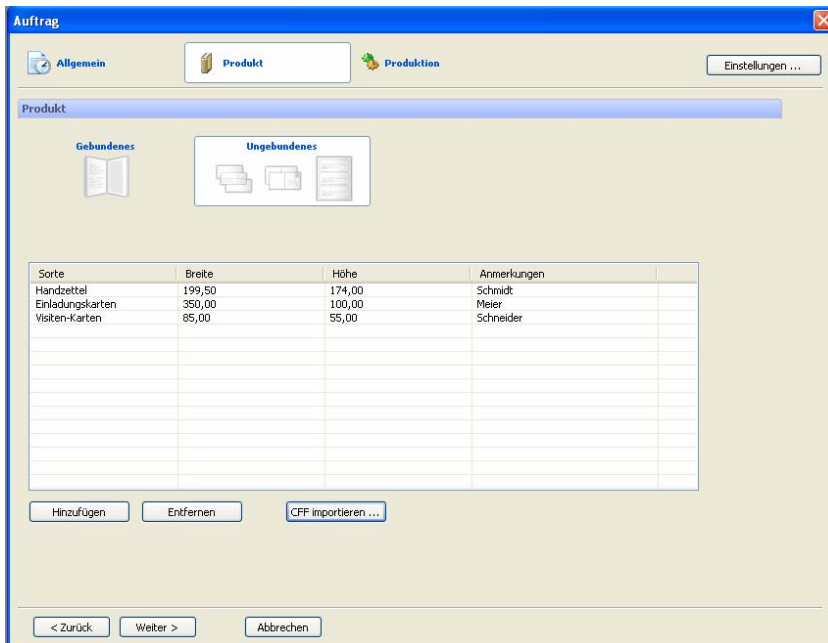 Auftrag
Allgemein Produkt Produktion Einstellungen ...
Produkt
Gebundenes Ungebundenes
Sorte Breite Höhe Anmerkungen
Handzettel 199,50 174,00 Schmidt
Einladungskarten 350,00 100,00 Meier
Visiten-Karten 85,00 55,00 Schneider
Hinzufügen Entfernen CFF importieren ...
< Zurück Weiter > Abbrechen